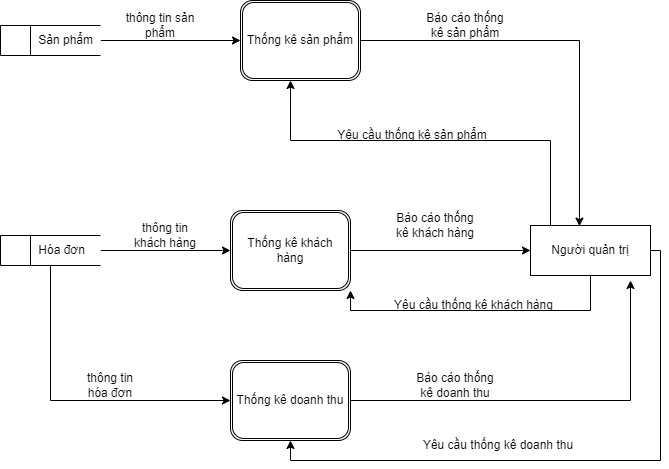 thông tin sản
phẩm
Báo cáo thống
kê sản phẩm
Sản phẩm
Thống kê sản phẩm
Yêu cầu thống kê sản phẩm
thông tin
khách hàng
Báo cáo thống
kê khách hàng
Hóa đơn
Thống kê khách
hàng
Người quản trị
Yêu cầu thống kê khách hàng
thông tin
hóa đơn
Báo cáo thống
kê doanh thu
Thống kê doanh thu
Yêu cầu thống kê doanh thu